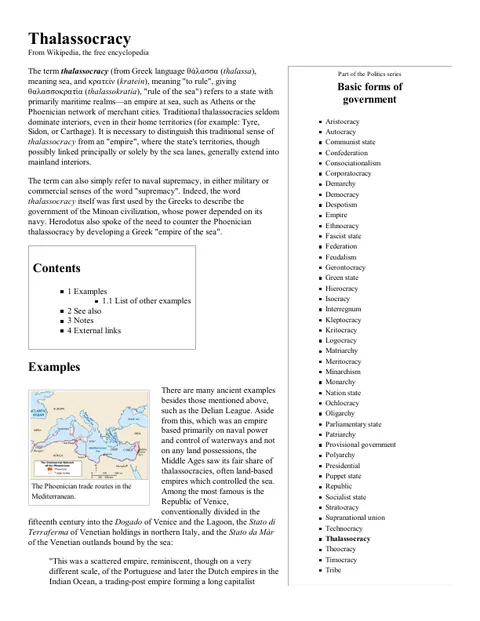 Thalassocracy
From Wikipedia, the free encyclopedia
The term thalassocracy (from Greek language θάλασσα (thalassa),
meaning sea, and κρατεῖν (kratein), meaning "to rule", giving
θαλασσοκρατία (thalassokratia), "rule of the sea") refers to a state with
primarily maritime realms—an empire at sea, such as Athens or the
Phoenician network of merchant cities. Traditional thalassocracies seldom
dominate interiors, even in their home territories (for example: Tyre,
Sidon, or Carthage). It is necessary to distinguish this traditional sense of
thalassocracy from an "empire", where the state's territories, though
possibly linked principally or solely by the sea lanes, generally extend into
mainland interiors.
The term can also simply refer to naval supremacy, in either military or
commercial senses of the word "supremacy". Indeed, the word
thalassocracy itself was first used by the Greeks to describe the
government of the Minoan civilization, whose power depended on its
navy. Herodotus also spoke of the need to counter the Phoenician
thalassocracy by developing a Greek "empire of the sea".
Contents
1 Examples
1.1 List of other examples
2 See also
3 Notes
4 External links
Examples
The Phoenician trade routes in the
Mediterranean.
There are many ancient examples
besides those mentioned above,
such as the Delian League. Aside
from this, which was an empire
based primarily on naval power
and control of waterways and not
on any land possessions, the
Middle Ages saw its fair share of
thalassocracies, often land-based
empires which controlled the sea.
Among the most famous is the
Republic of Venice,
conventionally divided in the
fifteenth century into the Dogado of Venice and the Lagoon, the Stato di
Terraferma of Venetian holdings in northern Italy, and the Stato da Màr
of the Venetian outlands bound by the sea:
"This was a scattered empire, reminiscent, though on a very
different scale, of the Portuguese and later the Dutch empires in the
Indian Ocean, a trading-post empire forming a long capitalist
Part of the Politics series
Basic forms of
government
Aristocracy
Autocracy
Communist state
Confederation
Consociationalism
Corporatocracy
Demarchy
Democracy
Despotism
Empire
Ethnocracy
Fascist state
Federation
Feudalism
Gerontocracy
Green state
Hierocracy
Isocracy
Interregnum
Kleptocracy
Kritocracy
Logocracy
Matriarchy
Meritocracy
Minarchism
Monarchy
Nation state
Ochlocracy
Oligarchy
Parliamentary state
Patriarchy
Provisional government
Polyarchy
Presidential
Puppet state
Republic
Socialist state
Stratocracy
Supranational union
Technocracy
Thalassocracy
Theocracy
Timocracy
Tribe